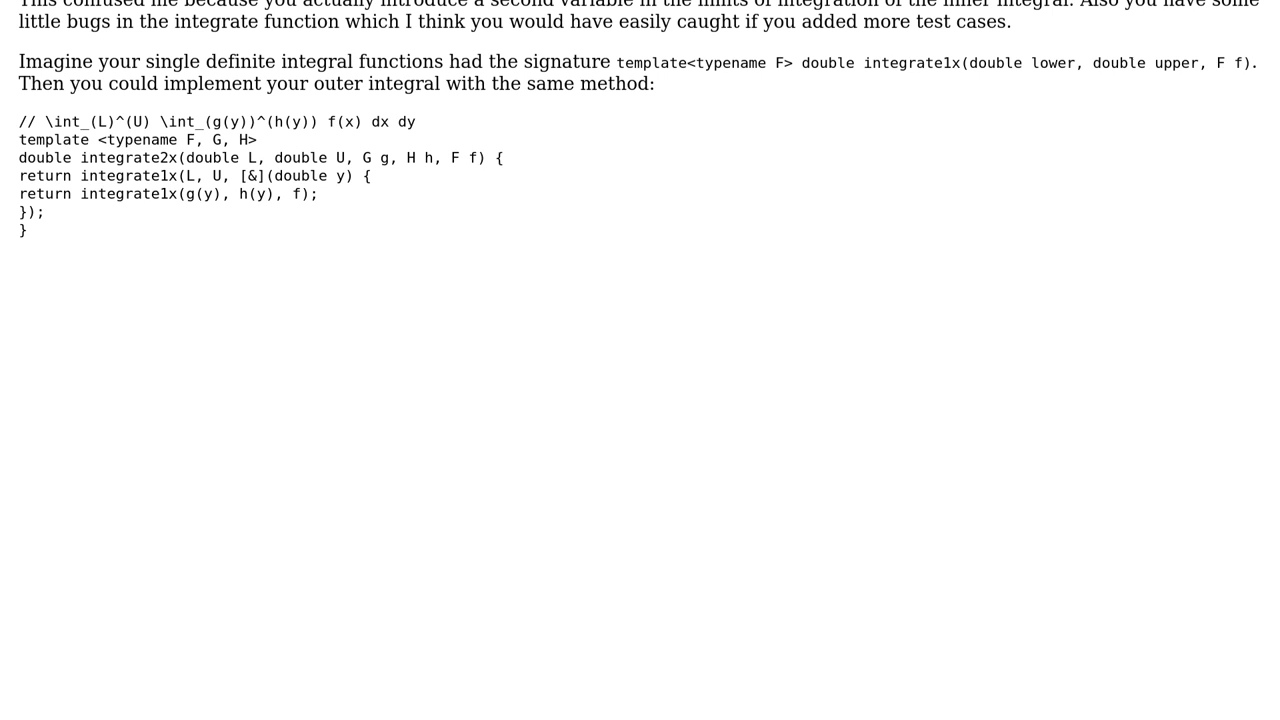 This confused me because you actually introduce a second variable in the limits of integration of the inner integral. Also you have some
little bugs in the integrate function which I think you would have easily caught if you added more test cases.
Imagine your single definite integral functions had the signature template<typename F> double integrate1x(double lower, double upper, F f).
Then you could implement your outer integral with the same method:
// \int_(L)^(U) \int_(g(y))^(h(y)) f(x) dx dy
template <typename F, G, H>
double integrate2x(double L, double U, G g, H h, F f) {
return integrate1x(L, U, [&](double y) {
return integrate1x(g(y), h(y), f);
});
}